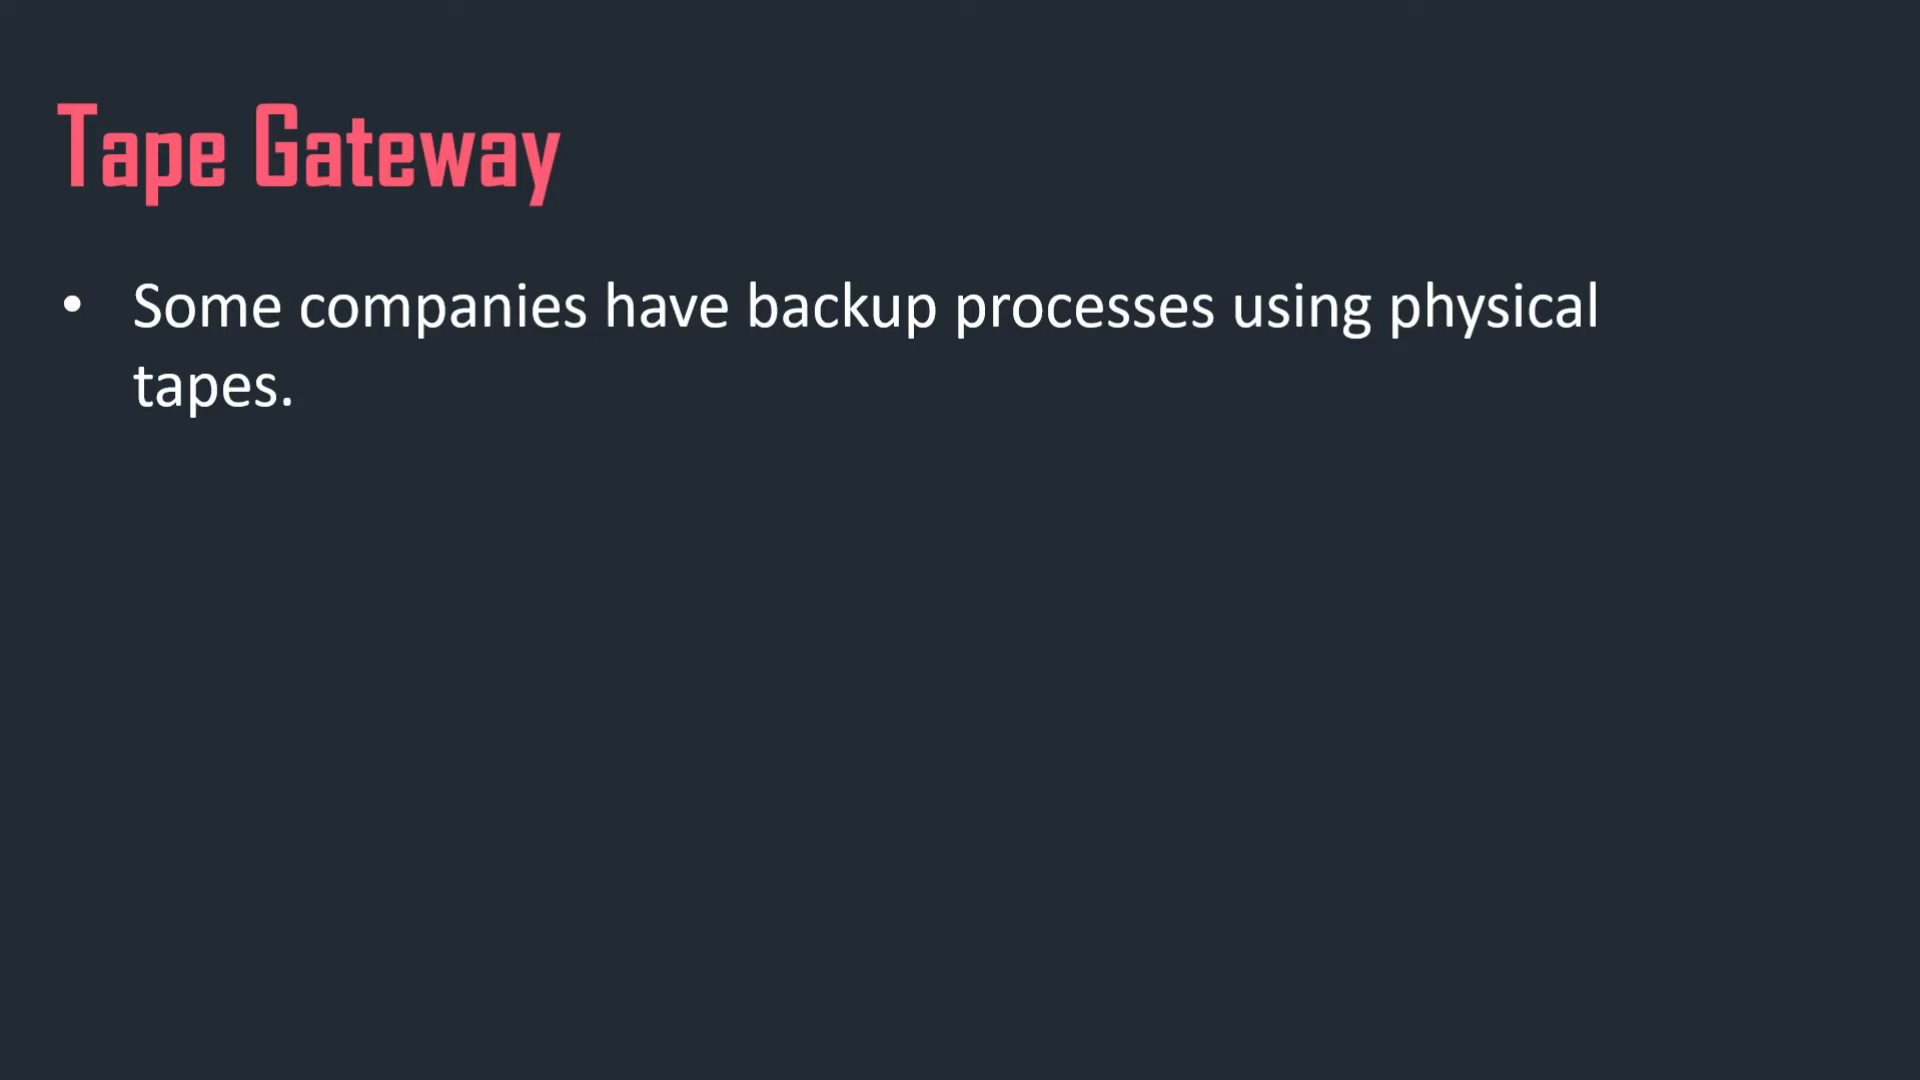 Tape Gateway
• Some companies have backup processes using physical
tapes.